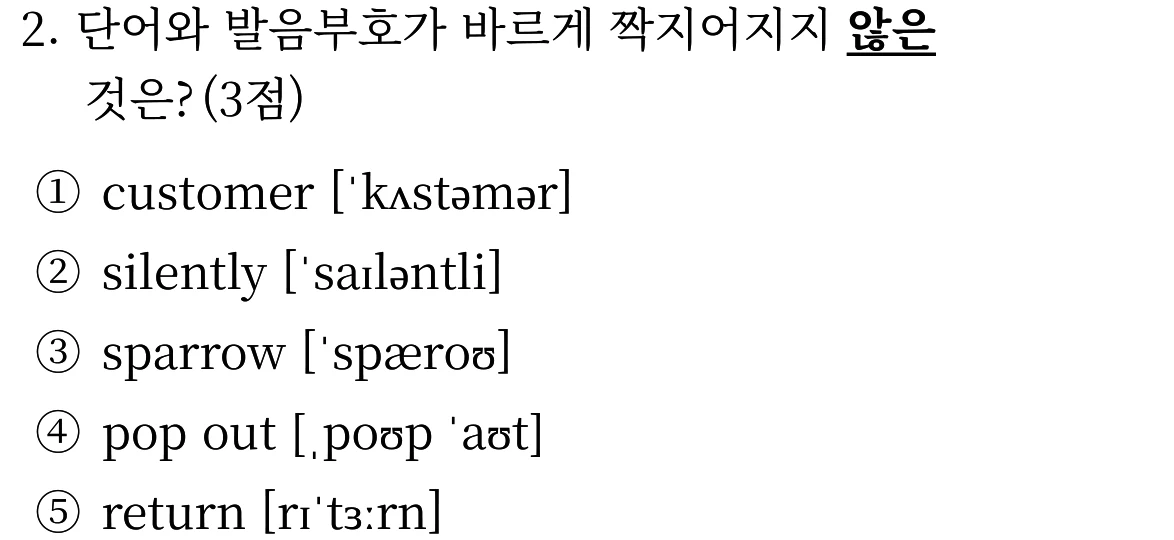 2. 단어와 발음부호가 바르게 짝지어지지 않은
것은? (3점)
① customer [ˈkʌstəmər]
② silently [ˈsaɪləntli]
③ sparrow [ˈspæroʊ]
④ pop out [ˌpoʊp ˈaʊt]
⑤ return [rɪˈtɜːrn]